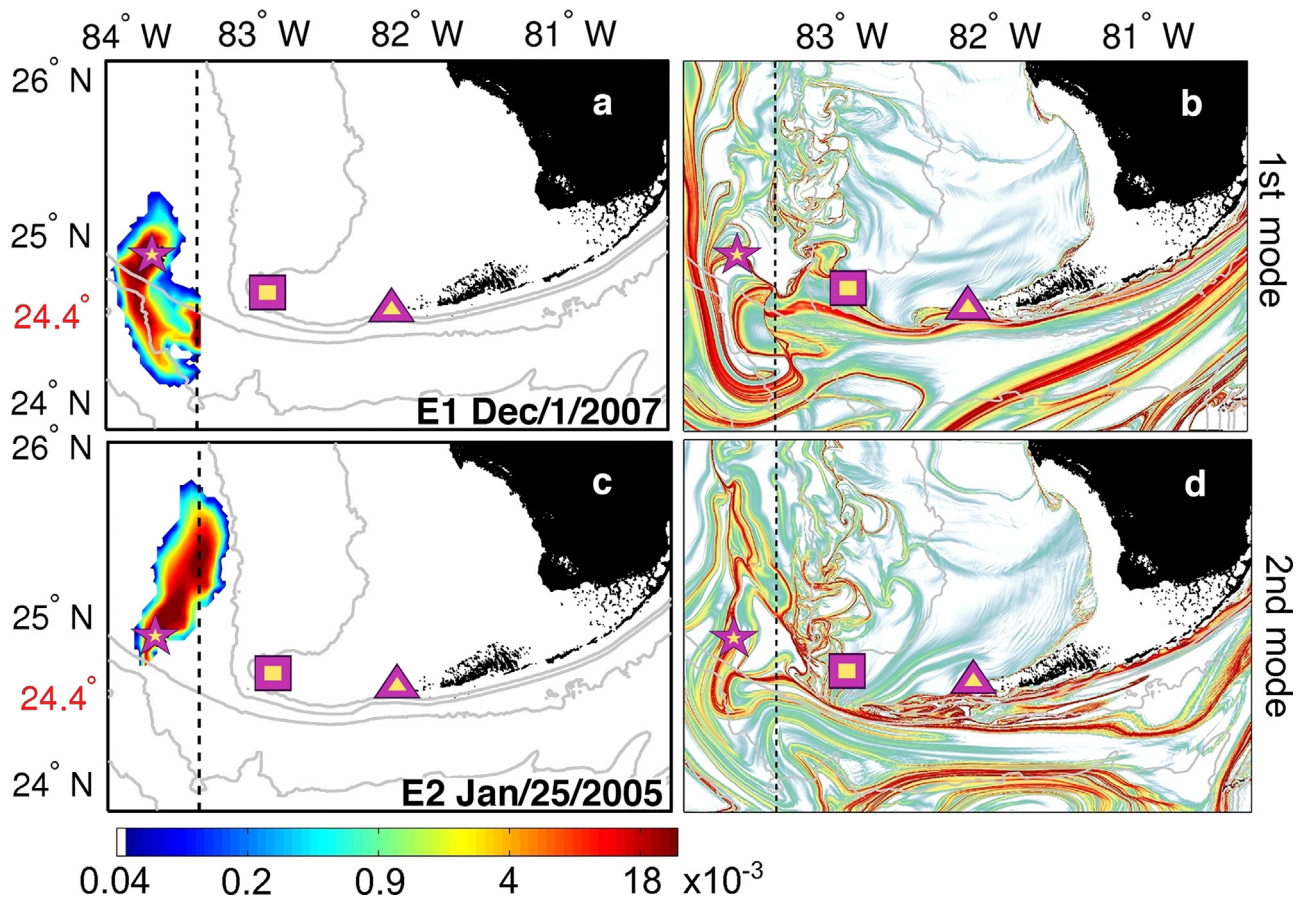 84° W 83° W 82° W 81° W 83° W 82° W 81° W
26° N
a
b
25° N
24.4°
24° N
E1 Dec/1/2007
1st mode
26° N
c
d
25° N
24.4°
24° N
E2 Jan/25/2005
2nd mode
0.04 0.2 0.9 4 18 x10⁻³